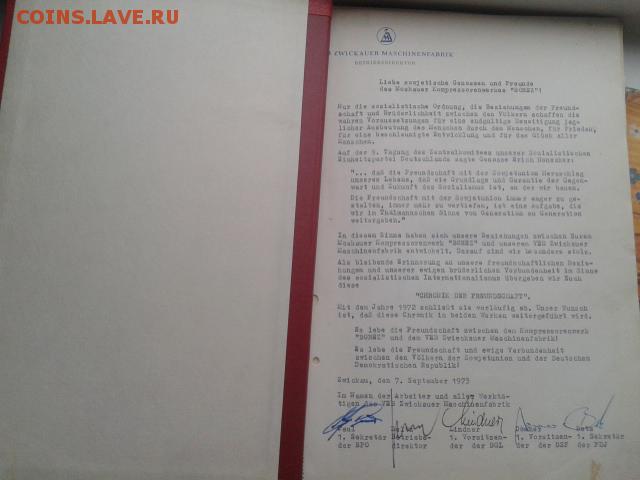 COINS.LAVE.RU
ZWICKAUER MASCHINENFABRIK
BETRIEBSDIREKTOR
Liebe sowjetische Genossen und Freunde
des Moskauer Kompressorenwerkes "BOREZ"!
Nur die sozialistische Ordnung, die Beziehungen der Freund-
schaft und Brüderlichkeit zwischen den Völkern schaffen die
wahren Voraussetzungen für eine endgültige Beseitigung jeg-
licher Ausbeutung des Menschen durch den Menschen, für Frieden,
für eine beschleunigte Entwicklung und für das Glück aller
Menschen.
Auf der 9. Tagung des Zentralkomitees unserer Sozialistischen
Einheitspartei Deutschlands sagte Genosse Erich Honecker:
"... daß die Freundschaft mit der Sowjetunion Herzschlag
unseres Lebens, daß sie Grundlage und Garantie der Gegen-
wart und Zukunft des Sozialismus ist, an der wir bauen.
Die Freundschaft mit der Sowjetunion immer enger zu ge-
stalten, immer mehr zu vertiefen, ist eine Aufgabe, die
wir im Thälmannschen Sinne von Generation zu Generation
weitergeben."
In diesem Sinne haben sich unsere Beziehungen zwischen Eurem
Moskauer Kompressorenwerk "BOREZ" und unserem VEB Zwickauer
Maschinenfabrik entwickelt. Darauf sind wir besonders stolz.
Als bleibende Erinnerung an unsere freundschaftlichen Bezie-
hungen und unserer ewigen brüderlichen Verbundenheit im Sinne
des sozialistischen Internationalismus übergeben wir Euch
diese
"CHRONIK DER FREUNDSCHAFT".
Mit dem Jahre 1972 schließt sie vorläufig ab. Unser Wunsch
ist, daß diese Chronik in beiden Werken weitergeführt wird.
Es lebe die Freundschaft zwischen dem Kompressorenwerk
"BOREZ" und dem VEB Zwickauer Maschinenfabrik!
Es lebe die Freundschaft und ewige Verbundenheit
zwischen den Völkern der Sowjetunion und der Deutschen
Demokratischen Republik!
Zwickau, den 7. September 1973
Im Namen der Arbeiter und aller Werktä-
tigen des VEB Zwickauer Maschinenfabrik
Lindner
1. Sekretär Betriebs- 1. Vorsitzen- 1. Vorsitzen- 1. Sekretär
der BPO direktor der der BGL der der DSF der FDJ